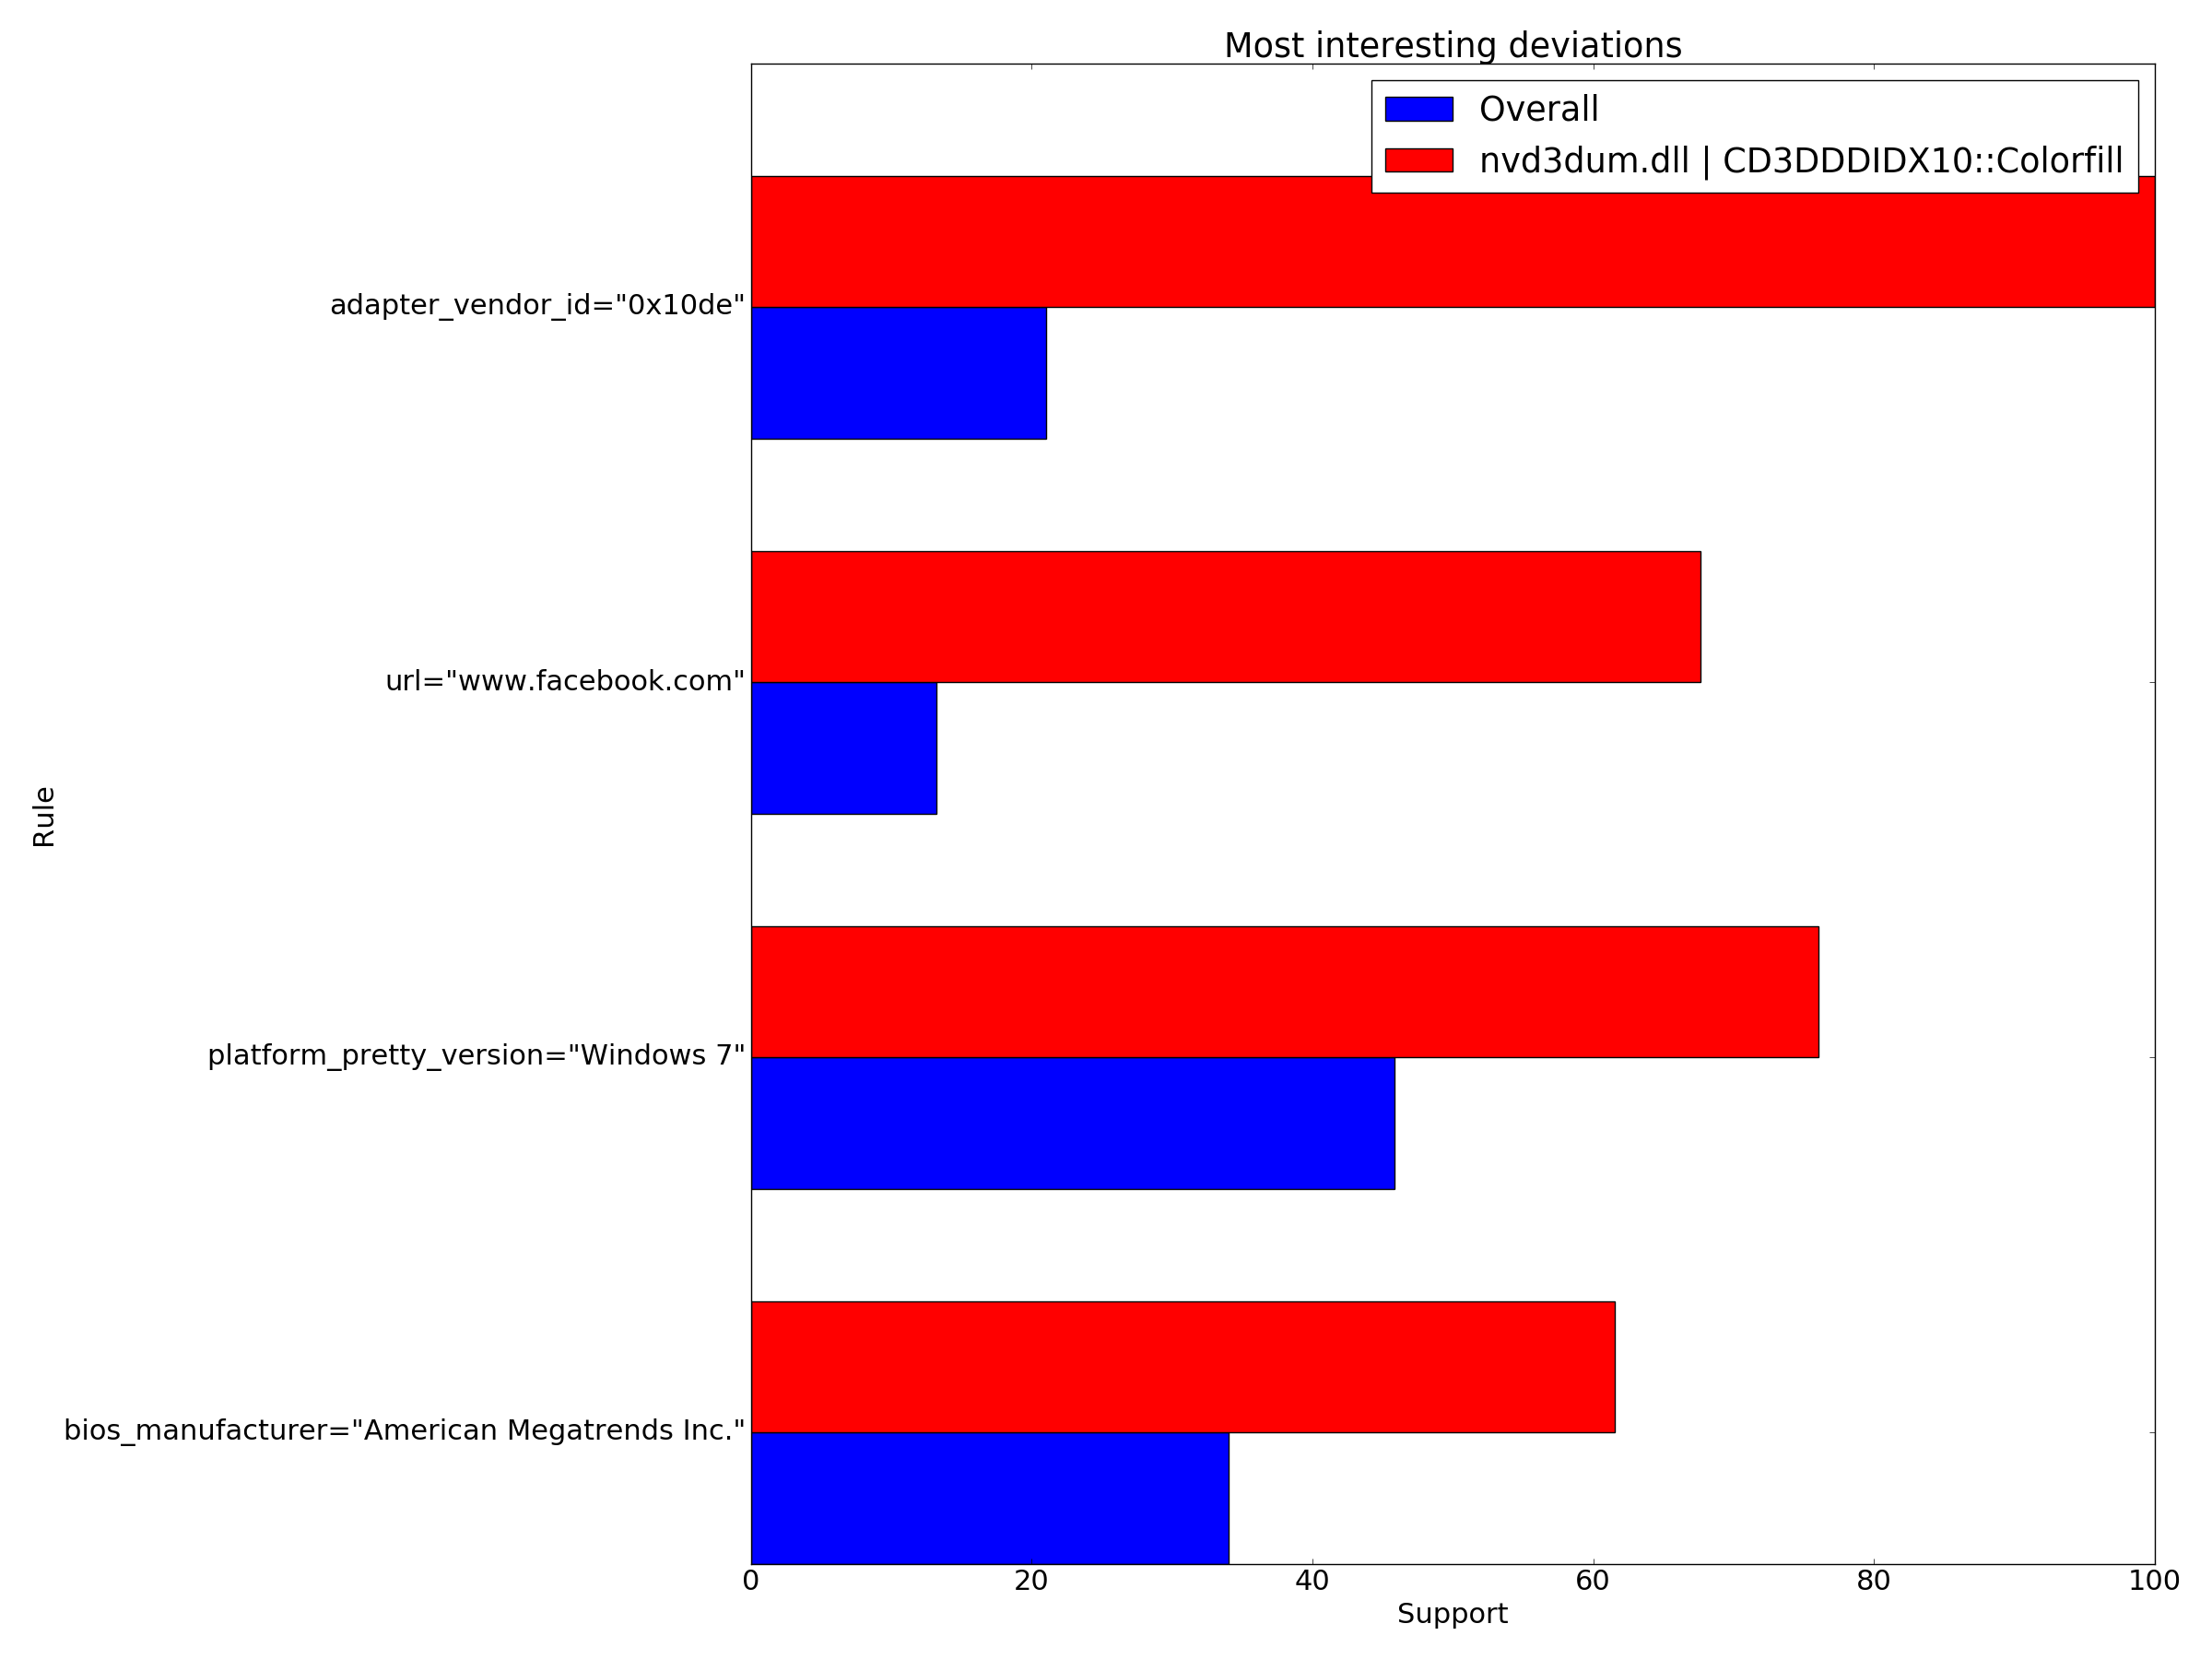 Most interesting deviations
Overall
nvd3dum.dll | CD3DDDIDX10::Colorfill
adapter_vendor_id="0x10de"
url="www.facebook.com"
Rule
platform_pretty_version="Windows 7"
bios_manufacturer="American Megatrends Inc."
0 20 40 60 80 100
Support